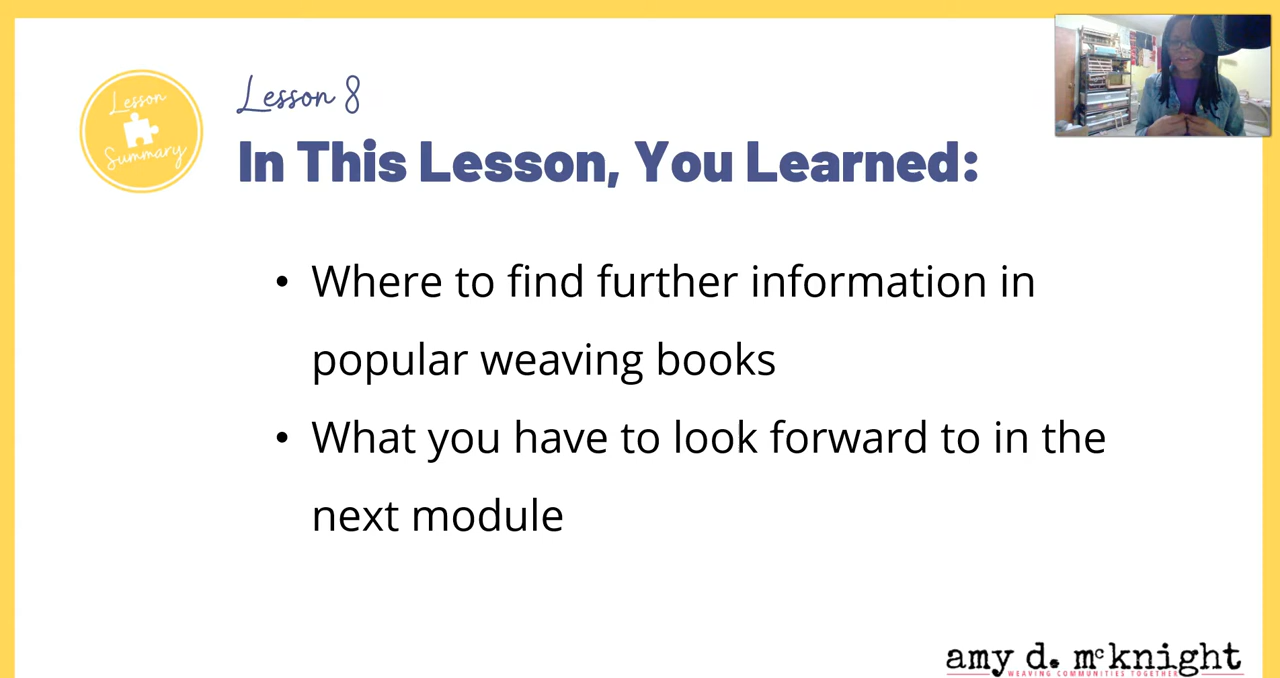 Lesson
Summary
Lesson 8
In This Lesson, You Learned:
• Where to find further information in
popular weaving books
• What you have to look forward to in the
next module
amy d. mcknight
WEAVING COMMUNITIES TOGETHER